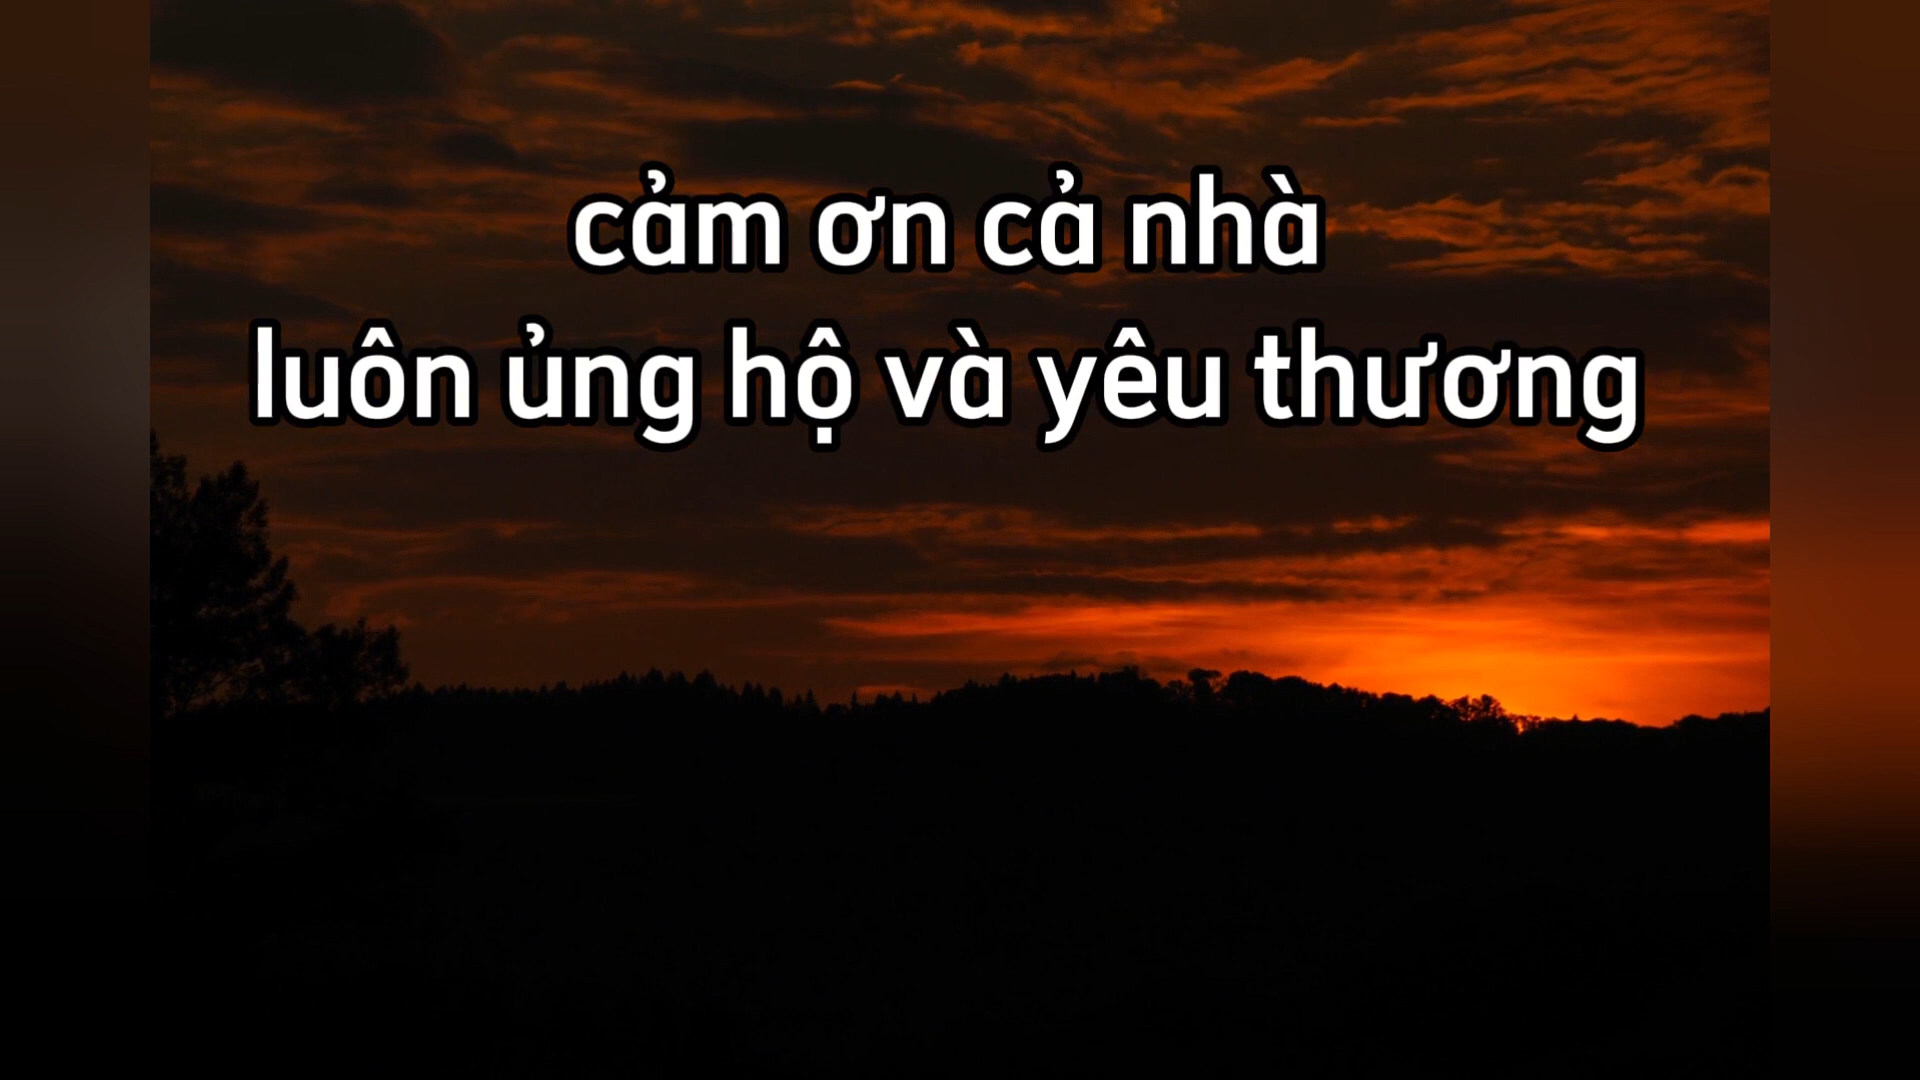 cảm ơn cả nhà
luôn ủng hộ và yêu thương